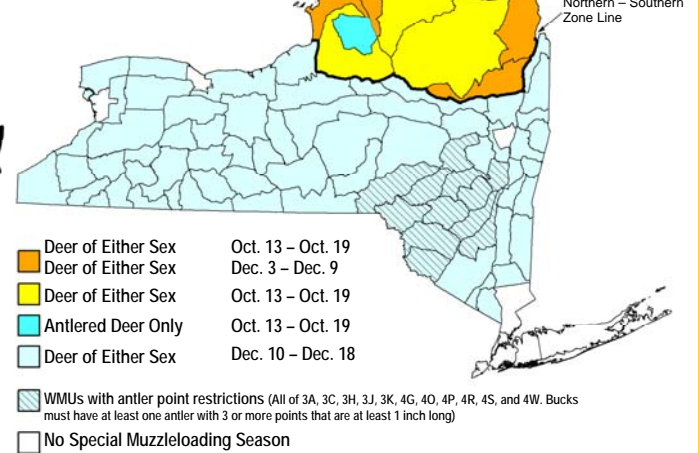 Northern – Southern
Zone Line
Deer of Either Sex Oct. 13 – Oct. 19
Deer of Either Sex Dec. 3 – Dec. 9
Deer of Either Sex Oct. 13 – Oct. 19
Antlered Deer Only Oct. 13 – Oct. 19
Deer of Either Sex Dec. 10 – Dec. 18
WMUs with antler point restrictions (All of 3A, 3C, 3H, 3J, 3K, 4G, 4O, 4P, 4R, 4S, and 4W. Bucks
must have at least one antler with 3 or more points that are at least 1 inch long)
No Special Muzzleloading Season